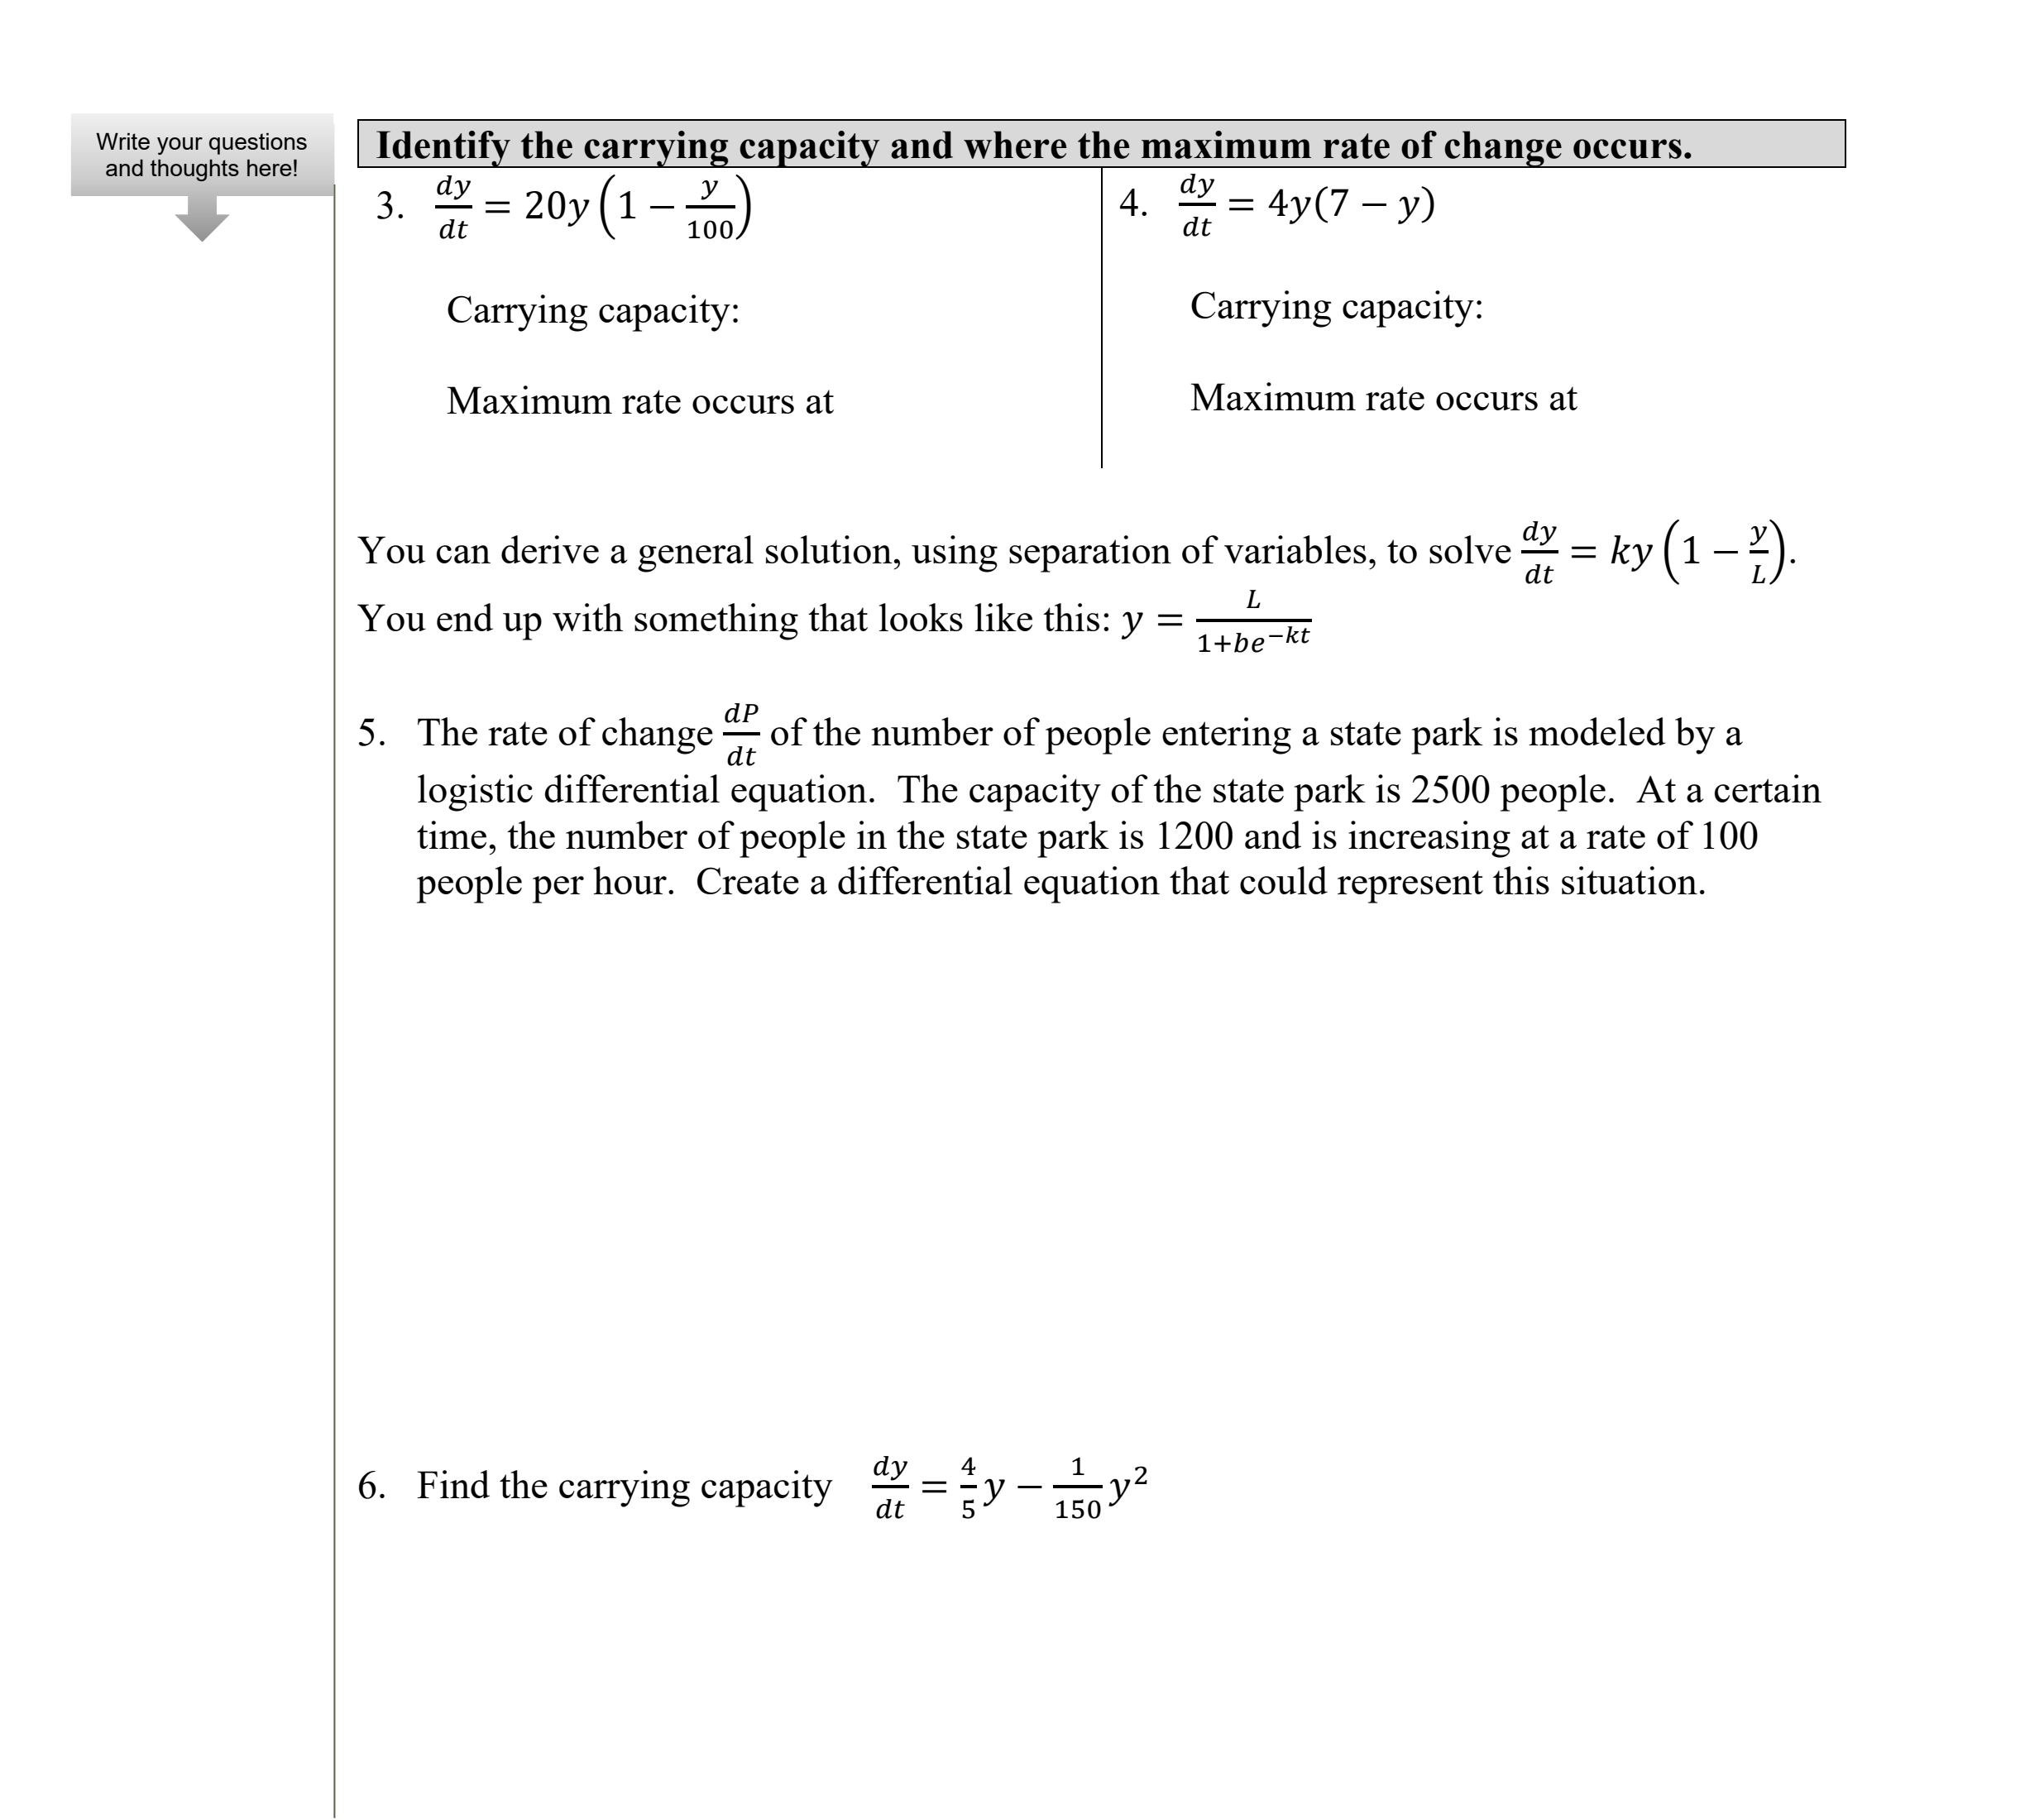 Write your questions
and thoughts here!
Identify the carrying capacity and where the maximum rate of change occurs.
3. dy/dt = 20y(1 − y/100)
Carrying capacity:
Maximum rate occurs at
4. dy/dt = 4y(7 − y)
Carrying capacity:
Maximum rate occurs at
You can derive a general solution, using separation of variables, to solve dy/dt = ky(1 − y/L).
You end up with something that looks like this: y = L/(1+be^(−kt))
5. The rate of change dP/dt of the number of people entering a state park is modeled by a
logistic differential equation. The capacity of the state park is 2500 people. At a certain
time, the number of people in the state park is 1200 and is increasing at a rate of 100
people per hour. Create a differential equation that could represent this situation.
6. Find the carrying capacity dy/dt = 4/5 y − 1/150 y²